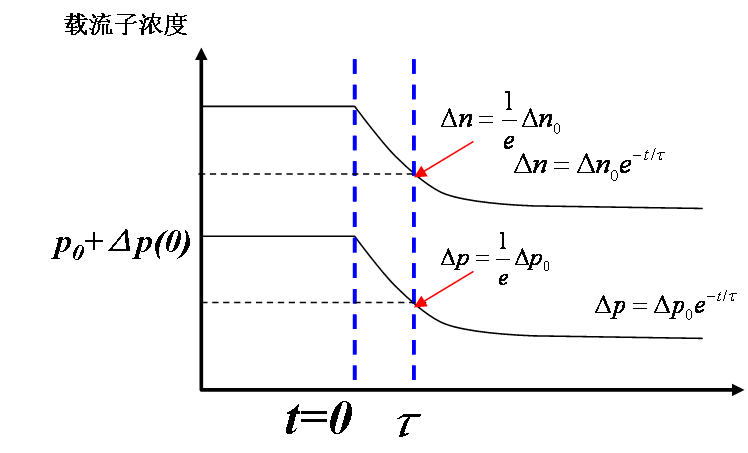 载流子浓度
Δn = 1/e Δn₀
Δn = Δn₀e^{-t/τ}
p₀+Δp(0)
Δp = 1/e Δp₀
Δp = Δp₀e^{-t/τ}
t=0
τ